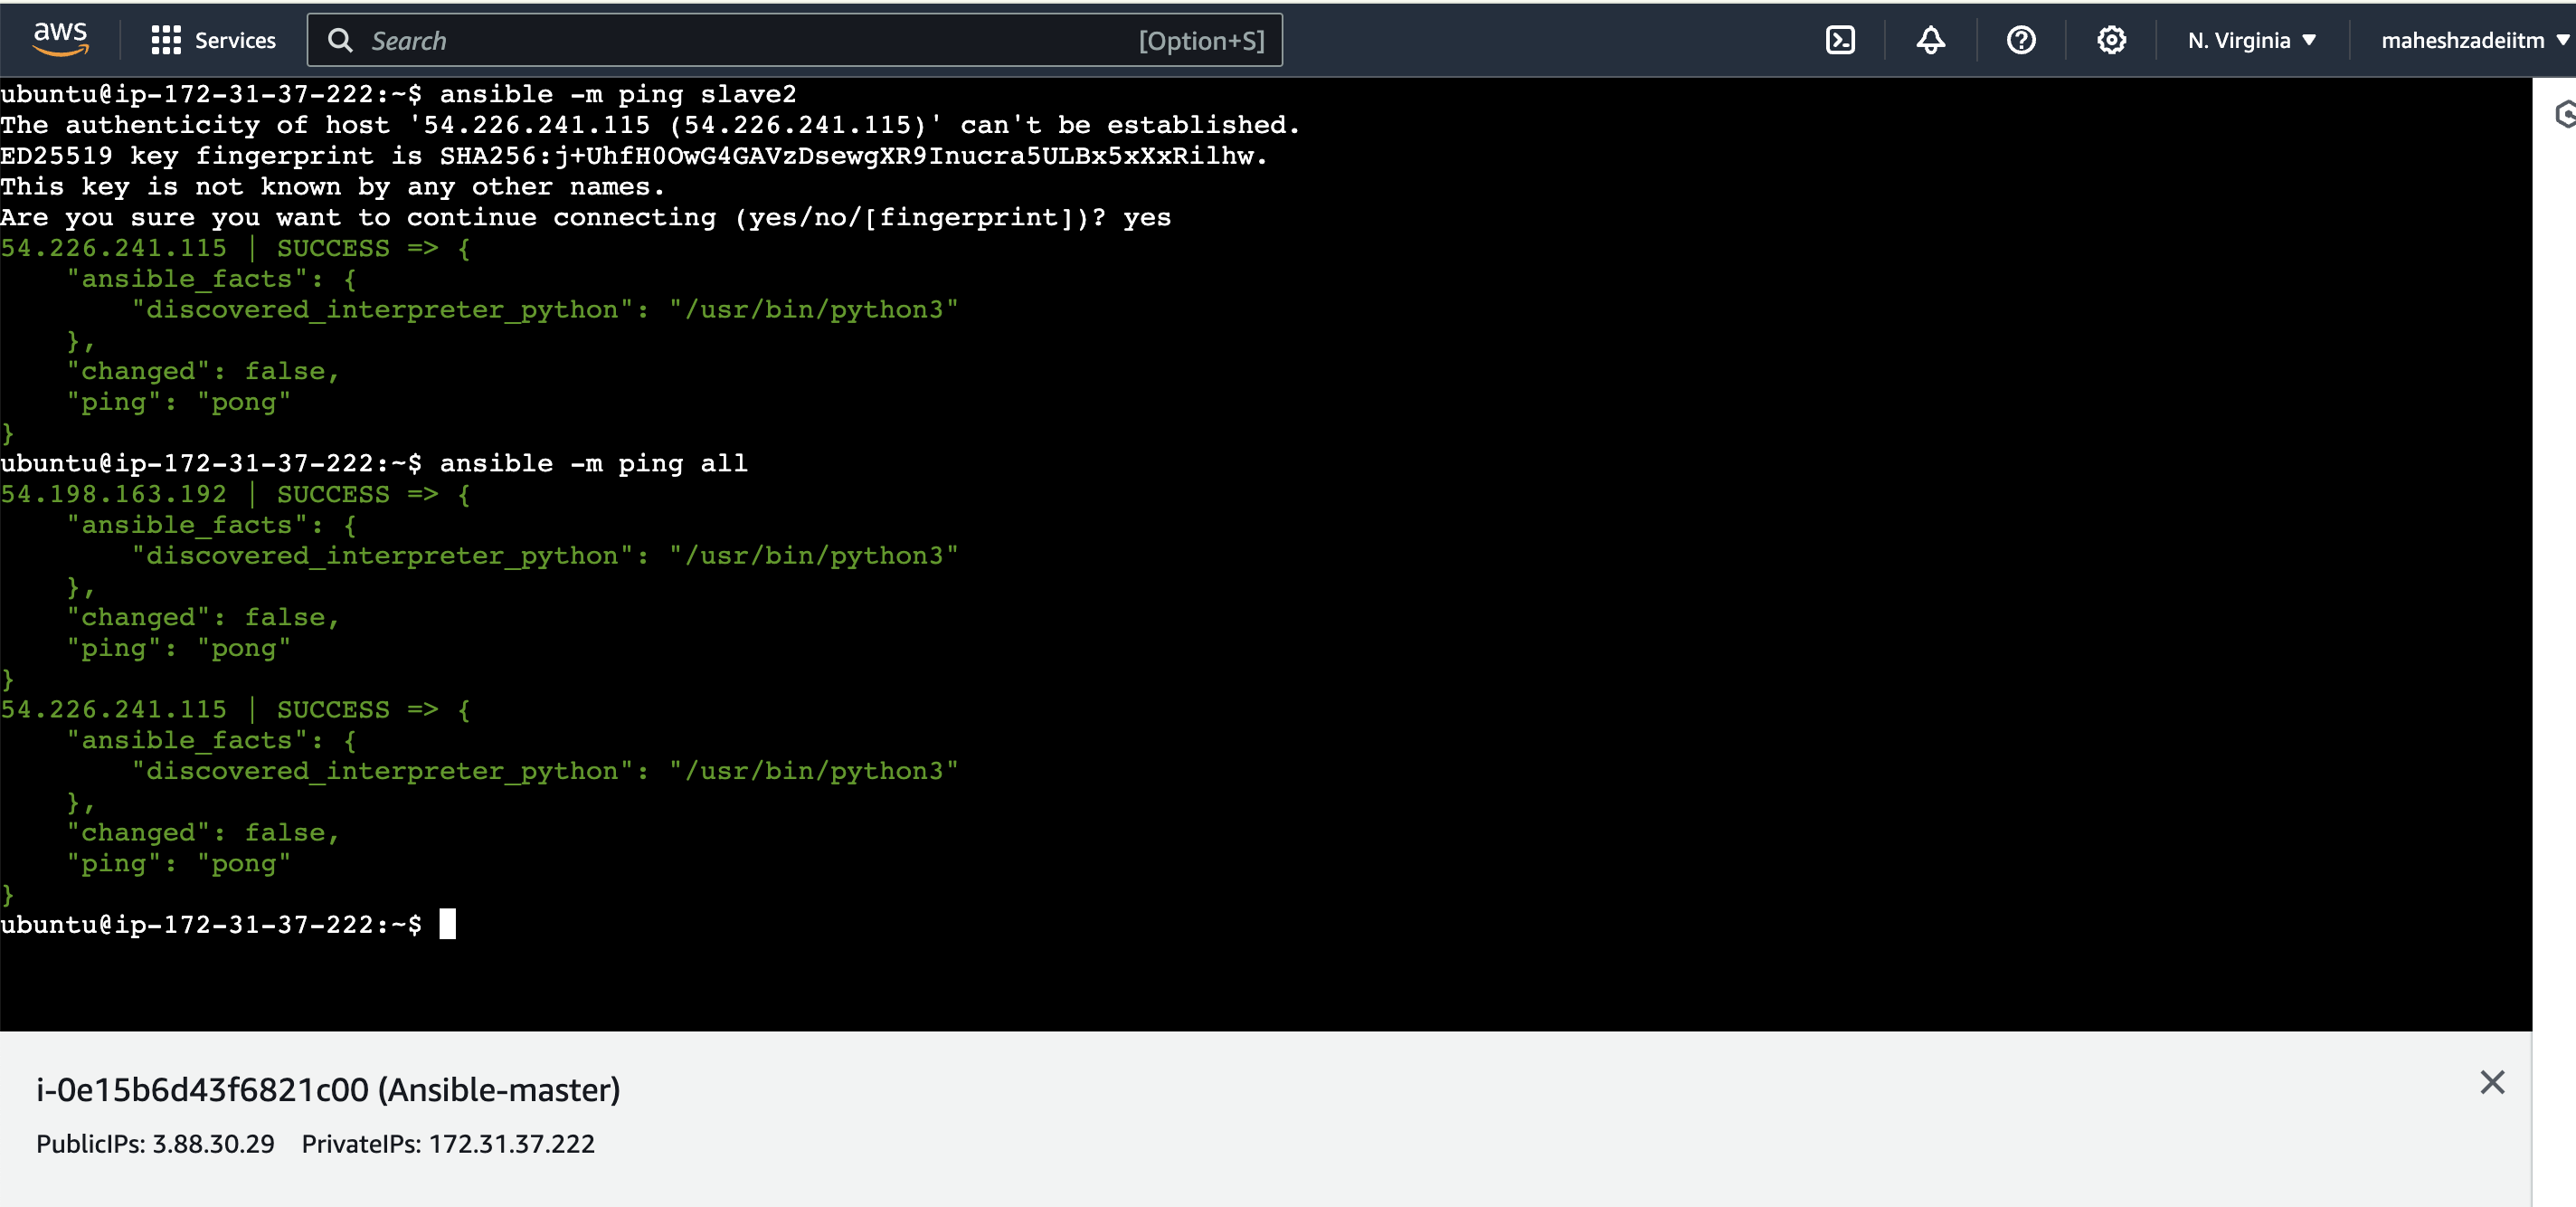 aws Services Search [Option+S] N. Virginia maheshzadeiitm
ubuntu@ip-172-31-37-222:~$ ansible -m ping slave2
The authenticity of host '54.226.241.115 (54.226.241.115)' can't be established.
ED25519 key fingerprint is SHA256:j+UhfH0OwG4GAVzDsewgXR9Inucra5ULBx5xXxRilhw.
This key is not known by any other names.
Are you sure you want to continue connecting (yes/no/[fingerprint])? yes
54.226.241.115 | SUCCESS => {
    "ansible_facts": {
        "discovered_interpreter_python": "/usr/bin/python3"
    },
    "changed": false,
    "ping": "pong"
}
ubuntu@ip-172-31-37-222:~$ ansible -m ping all
54.198.163.192 | SUCCESS => {
    "ansible_facts": {
        "discovered_interpreter_python": "/usr/bin/python3"
    },
    "changed": false,
    "ping": "pong"
}
54.226.241.115 | SUCCESS => {
    "ansible_facts": {
        "discovered_interpreter_python": "/usr/bin/python3"
    },
    "changed": false,
    "ping": "pong"
}
ubuntu@ip-172-31-37-222:~$
i-0e15b6d43f6821c00 (Ansible-master)
PublicIPs: 3.88.30.29 PrivateIPs: 172.31.37.222